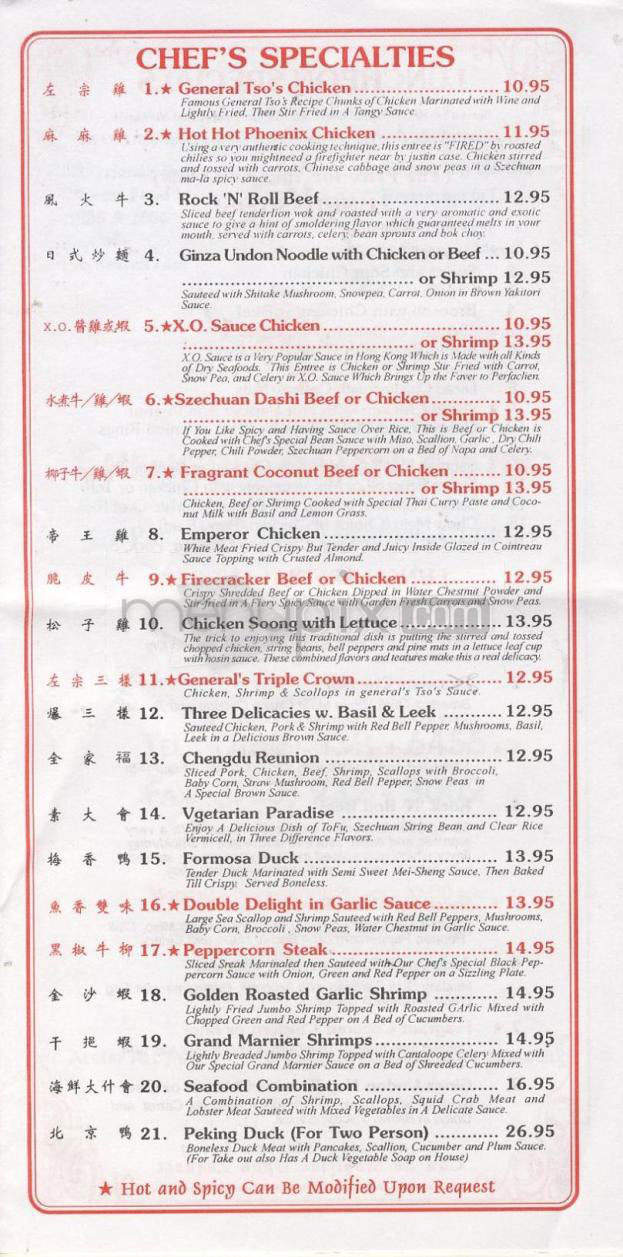 CHEF'S SPECIALTIES
左宗雞 1.★ General Tso's Chicken .................... 10.95
Famous General Tso's Recipe Chunks of Chicken Marinated with Wine and
Lightly Fried, Then Stir Fried in A Tangy Sauce.
麻麻雞 2.★ Hot Hot Phoenix Chicken ................ 11.95
Using a very authentic cooking technique, this entree is "FIRED" by roasted
chilies so you mightneed a firefighter near by justin case. Chicken stirred
and tossed with carrots, Chinese cabbage and snow peas in a Szechuan
ma-la spicy sauce.
風火牛 3. Rock 'N' Roll Beef ......................... 12.95
Sliced beef tenderlion wok and roasted with a very aromatic and exotic
sauce to give a hint of smoldering flavor which guaranteed melts in your
mouth, served with carrots, celery, bean sprouts and bok choy.
日式炒麵 4. Ginza Undon Noodle with Chicken or Beef ... 10.95
................................. or Shrimp 12.95
Sauteed with Shitake Mushroom, Snowpea, Carrot, Onion in Brown Yakitori
Sauce.
X.O.醬雞或蝦 5.★X.O. Sauce Chicken ......................... 10.95
................................. or Shrimp 13.95
X.O. Sauce is a Very Popular Sauce in Hong Kong Which is Made with all Kinds
of Dry Seafoods. This Entree is Chicken or Shrimp Stir Fried with Carrot,
Snow Pea, and Celery in X.O. Sauce Which Brings Up the Faver to Perfaclien.
水煮牛/雞/蝦 6.★Szechuan Dashi Beef or Chicken.......... 10.95
................................. or Shrimp 13.95
If You Like Spicy and Having Sauce Over Rice, This is Beef or Chicken is
Cooked with Chef's Special Bean Sauce with Miso, Scallion, Garlic, Dry Chili
Pepper, Chili Powder, Szechuan Peppercorn on a Bed of Napa and Celery.
椰子牛/雞/蝦 7.★ Fragrant Coconut Beef or Chicken ........ 10.95
................................. or Shrimp 13.95
Chicken, Beef or Shrimp Cooked with Special Thai Curry Paste and Coco-
nut Milk with Basil and Lemon Grass.
帝王雞 8. Emperor Chicken ........................ 12.95
White Meat Fried Crispy But Tender and Juicy Inside Glazed in Cointreau
Sauce Topping with Crusted Almond.
脆皮牛 9.★Firecracker Beef or Chicken ............. 12.95
Crispy Shredded Beef or Chicken Dipped in Water Chestnut Powder and
Stir-fried in A Fiery Spicy Sauce with Garden Fresh Carrots and Snow Peas.
松子雞 10. Chicken Soong with Lettuce................ 13.95
The trick to enjoying this traditional dish is putting the stirred and tossed
chopped chicken, string beans, bell peppers and pine nuts in a lettuce leaf cup
with hosin sauce. These combined flavors and teatures make this a real delicacy.
左宗三樣 11.★General's Triple Crown..................... 12.95
Chicken, Shrimp & Scollops in general's Tso's Sauce.
爆三樣 12. Three Delicacies w. Basil & Leek ......... 12.95
Sauteed Chicken, Pork & Shrimp with Red Bell Pepper, Mushrooms, Basil,
Leek in a Delicious Brown Sauce.
全家福 13. Chengdu Reunion ......................... 12.95
Sliced Pork, Chicken, Beef, Shrimp, Scallops with Broccoli,
Baby Corn, Straw Mushroom, Red Bell Pepper, Snow Peas in
A Special Brown Sauce.
素大會 14. Vgetarian Paradise ....................... 12.95
Enjoy A Delicious Dish of ToFu, Szechuan String Bean and Clear Rice
Vermicell, in Three Difference Flavors.
梅香鴨 15. Formosa Duck............................ 13.95
Tender Duck Marinated with Semi Sweet Mei-Sheng Sauce, Then Baked
Till Crispy. Served Boneless.
魚香雙味 16.★Double Delight in Garlic Sauce............ 13.95
Large Sea Scallop and Shrimp Sauteed with Red Bell Peppers, Mushrooms,
Baby Corn, Broccoli, Snow Peas, Water Chestnut in Garlic Sauce.
黑椒牛柳 17.★Peppercorn Steak......................... 14.95
Sliced Sreak Marinaled then Sauteed with Our Chef's Special Black Pep-
percorn Sauce with Onion, Green and Red Pepper on a Sizzling Plate.
金沙蝦 18. Golden Roasted Garlic Shrimp ............ 14.95
Lightly Fried Jumbo Shrimp Topped with Roasted GArlic Mixed with
Chopped Green and Red Pepper on A Bed of Cucumbers.
干挹蝦 19. Grand Marnier Shrimps................... 14.95
Lightly Breaded Jumbo Shrimp Topped with Cantaloope Celery Mixed with
Our Special Grand Marnier Sauce on a Bed of Shreeded Cucumbers.
海鮮大什會 20. Seafood Combination ..................... 16.95
A Combination of Shrimp, Scallops, Squid Crab Meat and
Lobster Meat Sauteed with Mixed Vegetables in A Delicate Sauce.
北京鴨 21. Peking Duck (For Two Person) ............ 26.95
Boneless Duck Meat with Pancakes, Scallion, Cucumber and Plum Sauce.
(For Take out also Has A Duck Vegetable Soap on House)
★ Hot and Spicy Can Be Modified Upon Request